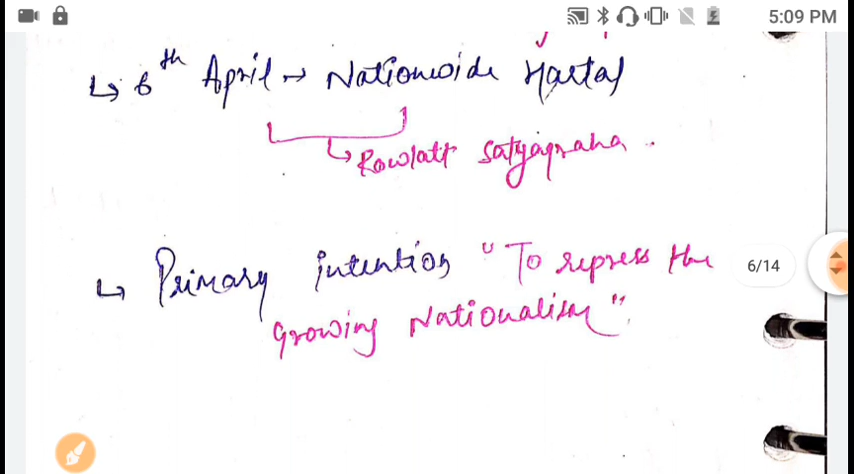 5:09 PM
↳ 6th April → Nationwide Hartal
↳ Rowlatt Satyagraha.
↳ Primary intention "To repress the
6/14
Growing Nationalism".